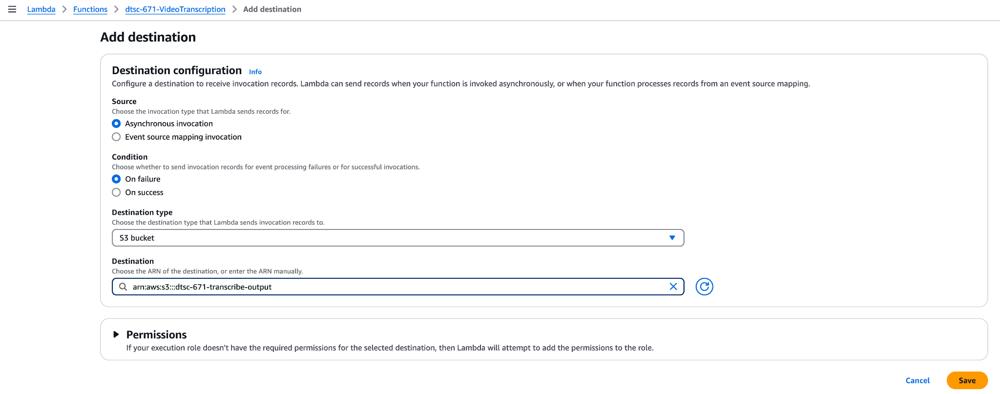 Lambda > Functions > dtsc-671-VideoTranscription > Add destination
Add destination
Destination configuration Info
Configure a destination to receive invocation records. Lambda can send records when your function is invoked asynchronously, or when your function processes records from an event source mapping.
Source
Choose the invocation type that Lambda sends records for.
Asynchronous invocation
Event source mapping invocation
Condition
Choose whether to send invocation records for event processing failures or for successful invocations.
On failure
On success
Destination type
Choose the destination type that Lambda sends invocation records to.
S3 bucket
Destination
Choose the ARN of the destination, or enter the ARN manually.
arn:aws:s3:::dtsc-671-transcribe-output
Permissions
If your execution role doesn't have the required permissions for the selected destination, then Lambda will attempt to add the permissions to the role.
Cancel Save